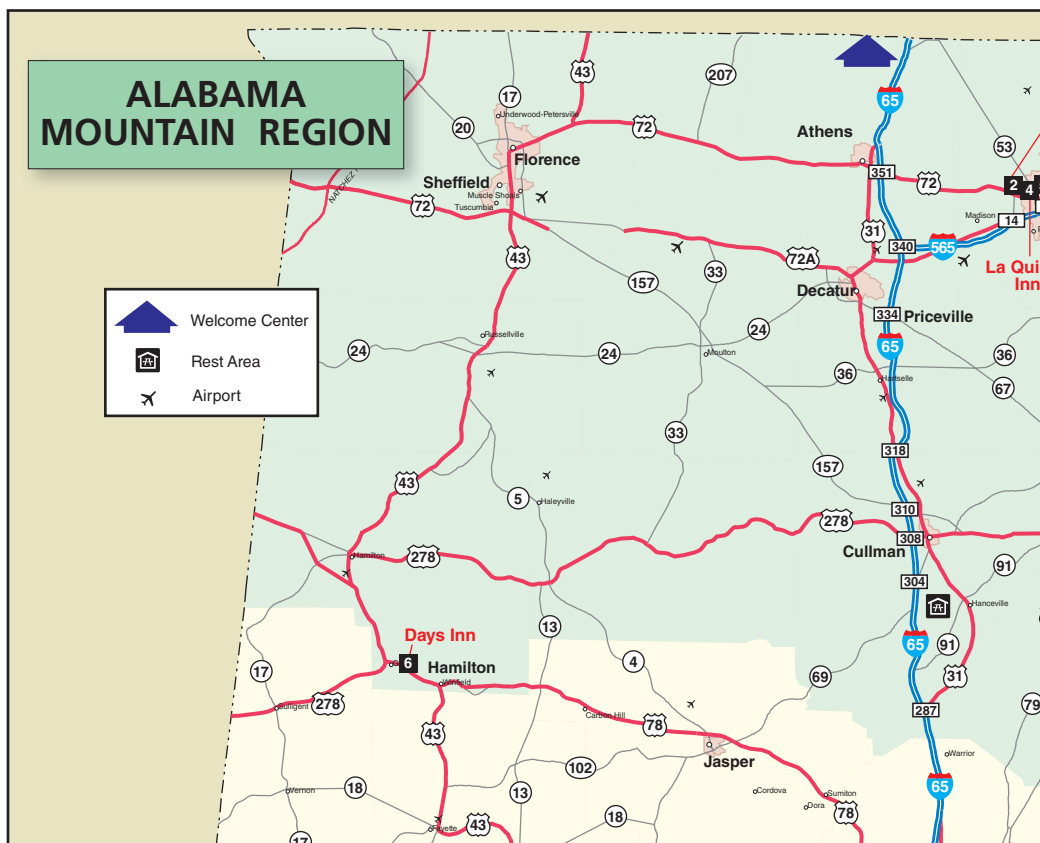 ALABAMA
MOUNTAIN REGION
43
207
65
17
Underwood-Petersville
20
72
Athens
53
Florence
351
72
2
4
Sheffield
Muscle Shoals
Tuscumbia
72
Madison
14
31
340
565
43
72A
33
157
La Qui
Inn
Decatur
Welcome Center
Rest Area
Airport
334
Priceville
24
Russellville
65
24
24
Moulton
36
36
Hartselle
67
33
318
157
43
5
Haleyville
310
278
308
Cullman
Hamilton
278
91
304
Hanceville
13
Days Inn
65
91
4
6
Hamilton
17
69
31
Winfield
278
Sulligent
287
79
Carbon Hill
78
43
Jasper
Warrior
102
65
18
Vernon
13
Cordova
Sumiton
Dora
78
18
43
Fayette
17